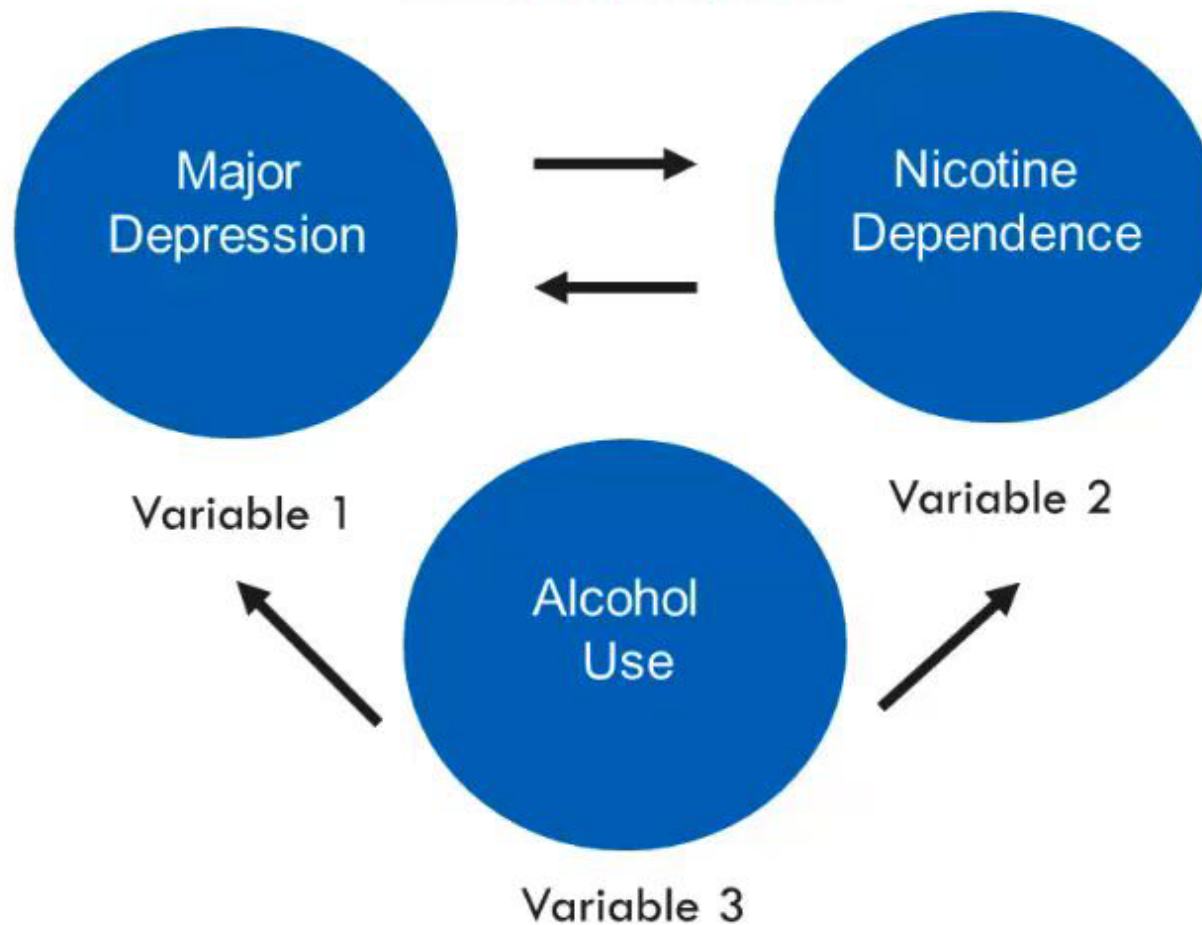 Major
Depression
Nicotine
Dependence
Variable 1
Variable 2
Alcohol
Use
Variable 3